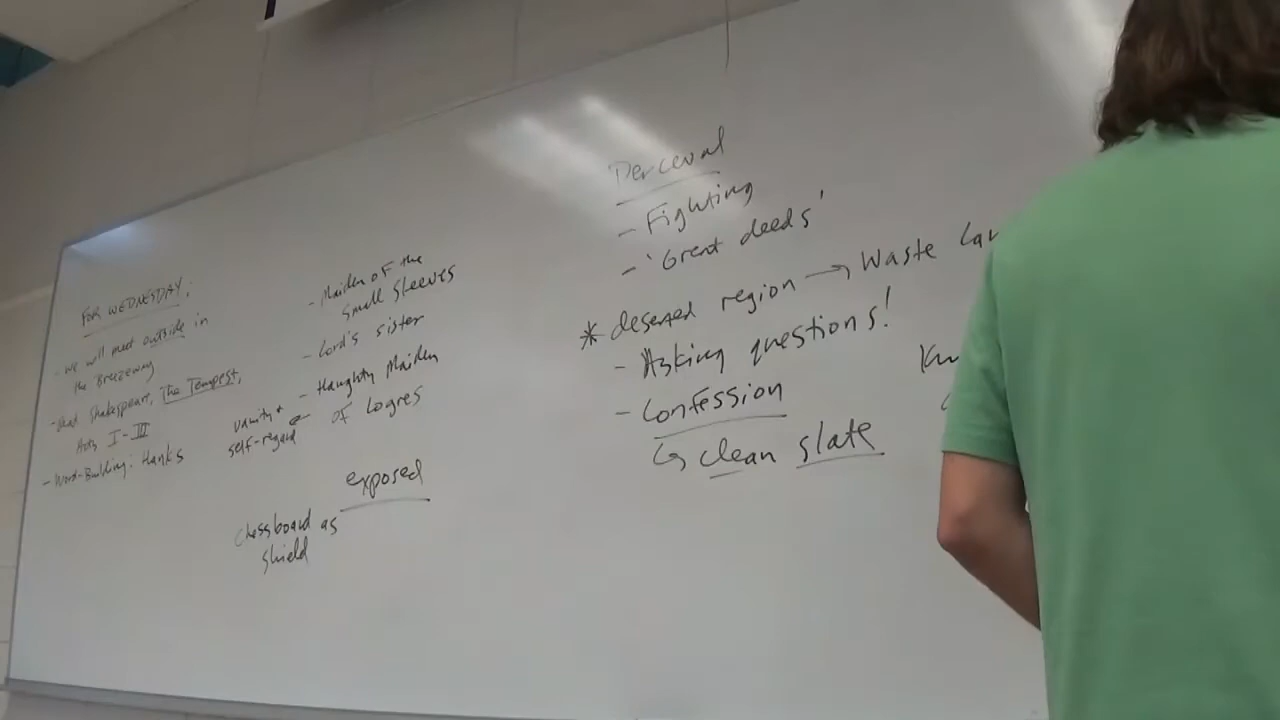 FOR WEDNESDAY:
- we will meet outside in
the Breezeway
- Read Shakespeare, The Tempest,
Acts I-III
- Word-Building: Hanks
- Maiden of the
Small Sleeves
- Lord's sister
- Haughty Maiden
of Logres
vanity +
self-regard ←
exposed
chessboard as
shield
Perceval
- Fighting
- 'Great deeds'
* deserted region → Waste Lan
- Asking questions!
- Confession
↳ clean slate